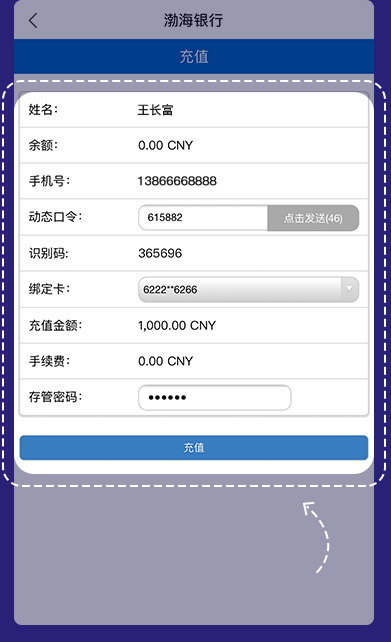 渤海银行
充值
姓名： 王长富
余额： 0.00 CNY
手机号： 13866668888
动态口令： 615882 点击发送(46)
识别码: 365696
绑定卡： 6222**6266
充值金额： 1,000.00 CNY
手续费： 0.00 CNY
存管密码： ••••••
充值